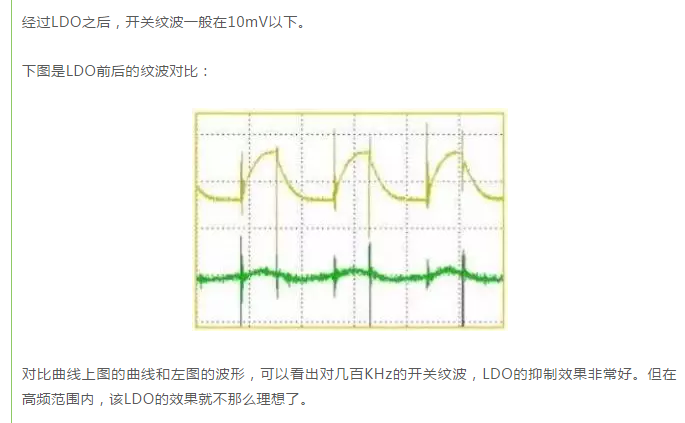 经过LDO之后，开关纹波一般在10mV以下。
下图是LDO前后的纹波对比：
对比曲线上图的曲线和左图的波形，可以看出对几百KHz的开关纹波，LDO的抑制效果非常好。但在
高频范围内，该LDO的效果就不那么理想了。